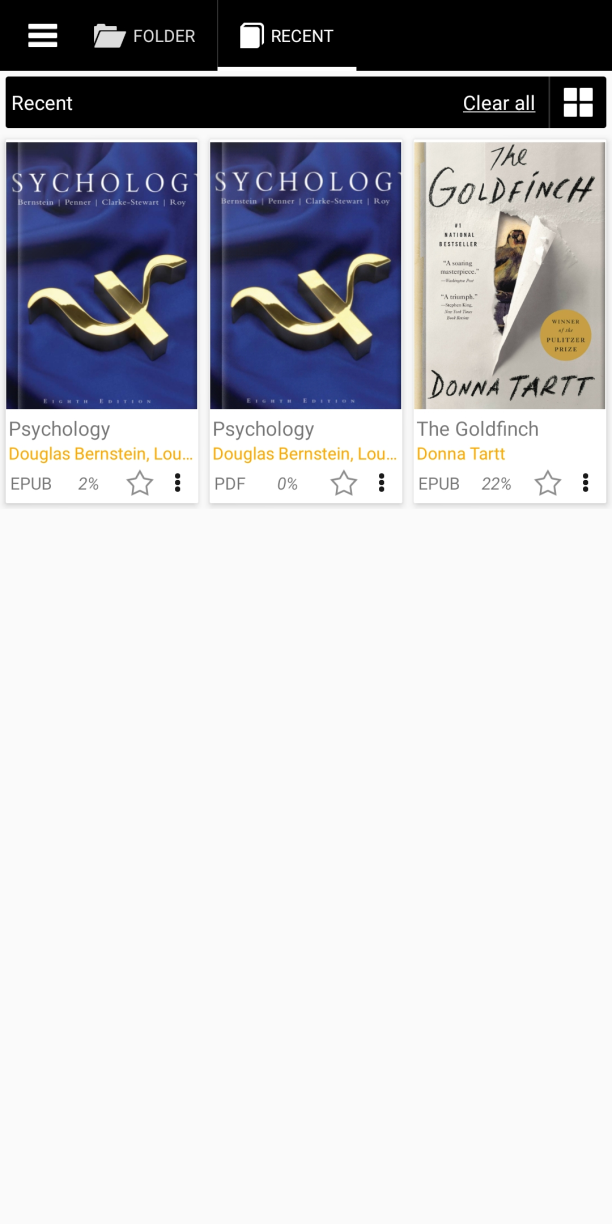 FOLDER
RECENT
Recent
Clear all
SYCHOLOG
Bernstein | Penner | Clarke-Stewart | Roy
EIGHTH EDITION
Psychology
Douglas Bernstein, Lou...
EPUB 2%
SYCHOLOGY
Bernstein | Penner | Clarke-Stewart | Roy
EIGHTH EDITION
Psychology
Douglas Bernstein, Lou...
PDF 0%
The
GOLDFINCH
#1
NATIONAL
BESTSELLER
"A soaring
masterpiece."
—Washington Post
"A triumph."
—Stephen King,
New York Times
Book Review
WINNER
of the
PULITZER
PRIZE
DONNA TARTT
The Goldfinch
Donna Tartt
EPUB 22%